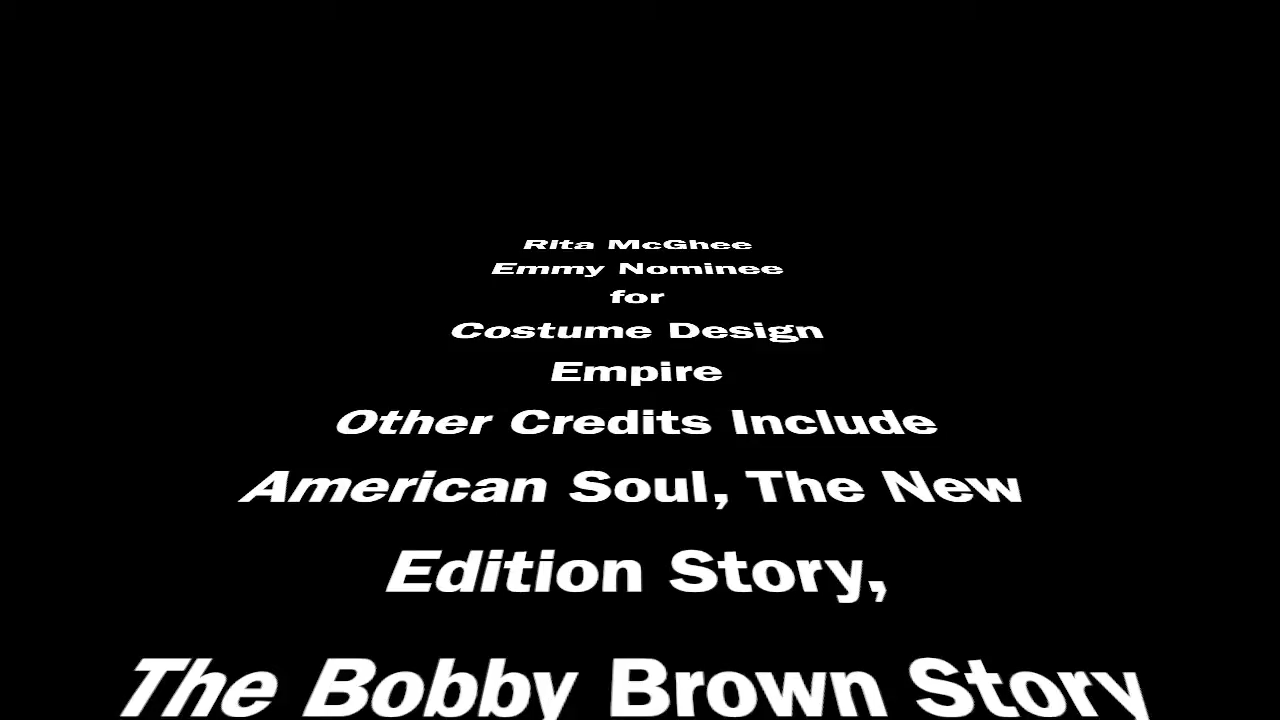 Rita McGhee
Emmy Nominee
for
Costume Design
Empire
Other Credits Include
American Soul, The New
Edition Story,
The Bobby Brown Story